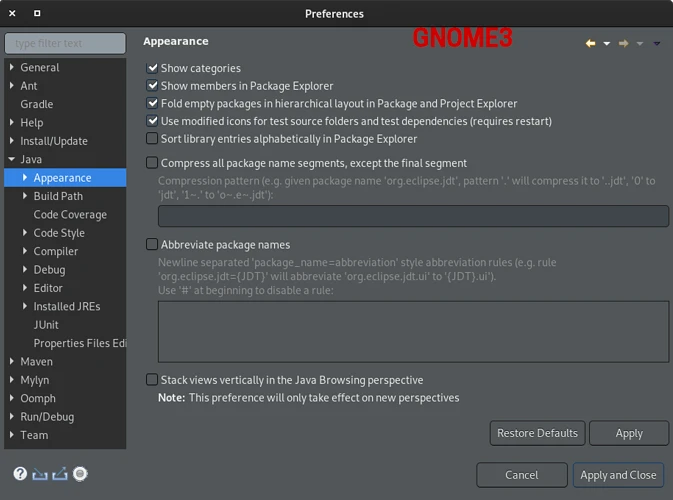 Preferences
type filter text
General
Ant
Gradle
Help
Install/Update
Java
Appearance
Build Path
Code Coverage
Code Style
Compiler
Debug
Editor
Installed JREs
JUnit
Properties Files Edi
Maven
Mylyn
Oomph
Run/Debug
Team
Appearance
GNOME3
Show categories
Show members in Package Explorer
Fold empty packages in hierarchical layout in Package and Project Explorer
Use modified icons for test source folders and test dependencies (requires restart)
Sort library entries alphabetically in Package Explorer
Compress all package name segments, except the final segment
Compression pattern (e.g. given package name 'org.eclipse.jdt', pattern '.' will compress it to '..jdt', '0' to
'jdt', '1~.' to 'o~.e~.jdt'):
Abbreviate package names
Newline separated 'package_name=abbreviation' style abbreviation rules (e.g. rule
'org.eclipse.jdt={JDT}' will abbreviate 'org.eclipse.jdt.ui' to '{JDT}.ui').
Use '#' at beginning to disable a rule:
Stack views vertically in the Java Browsing perspective
Note: This preference will only take effect on new perspectives
Restore Defaults
Apply
?
Cancel
Apply and Close